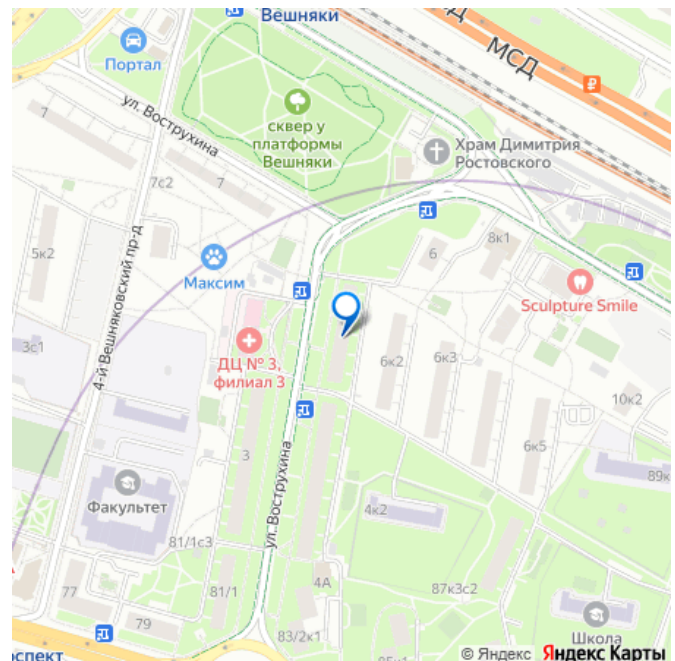 Вешняки
МСД
Портал
ул. Вострухина
сквер у
платформы
Вешняки
Храм Димитрия
Ростовского
7
7с2
7
8к1
6
5к2
Максим
4-й Вешняковский пр-д
Sculpture Smile
3с1
ДЦ № 3,
филиал 3
6к2
6к3
10к2
3
6к5
ул. Вострухина
Факультет
4к2
81/1с3
77
81/1
4А
87к3с2
79
83/2к1
Школа
© Яндекс Яндекс Карты